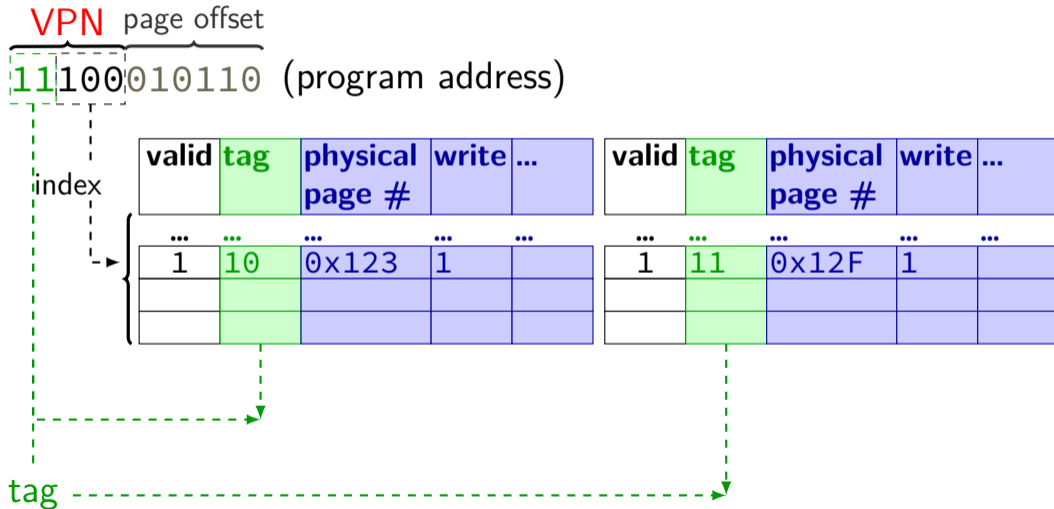 VPN page offset
11100010110 (program address)
valid tag physical page # write ... valid tag physical page # write ...
index
... ... ... ... ... ... ... ... ... ...
1 10 0x123 1 1 11 0x12F 1
tag